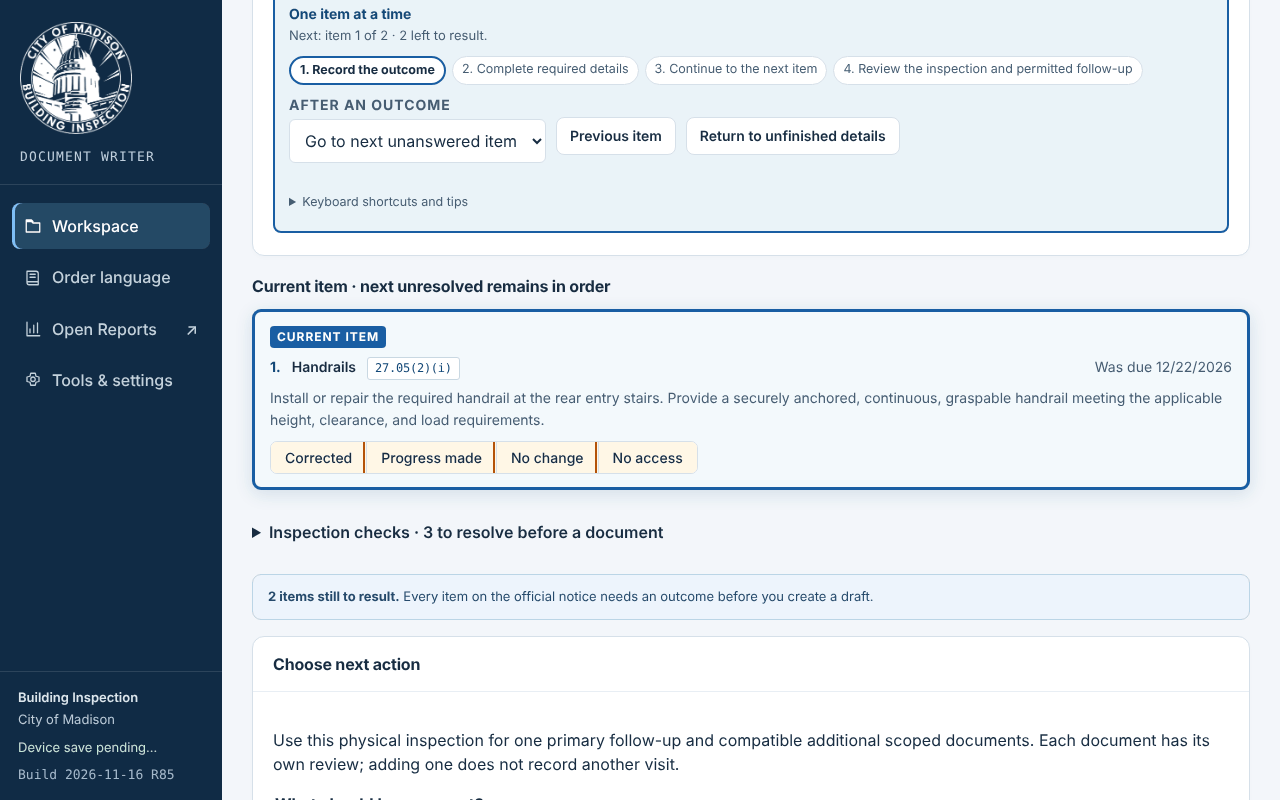 CITY OF MADISON
BUILDING INSPECTION
DOCUMENT WRITER
Workspace
Order language
Open Reports
Tools & settings
Building Inspection
City of Madison
Device save pending…
Build 2026-11-16 R85
One item at a time
Next: item 1 of 2 · 2 left to result.
1. Record the outcome
2. Complete required details
3. Continue to the next item
4. Review the inspection and permitted follow-up
AFTER AN OUTCOME
Go to next unanswered item
Previous item
Return to unfinished details
Keyboard shortcuts and tips
Current item · next unresolved remains in order
CURRENT ITEM
1. Handrails 27.05(2)(i) Was due 12/22/2026
Install or repair the required handrail at the rear entry stairs. Provide a securely anchored, continuous, graspable handrail meeting the applicable
height, clearance, and load requirements.
Corrected
Progress made
No change
No access
Inspection checks · 3 to resolve before a document
2 items still to result. Every item on the official notice needs an outcome before you create a draft.
Choose next action
Use this physical inspection for one primary follow-up and compatible additional scoped documents. Each document has its
own review; adding one does not record another visit.